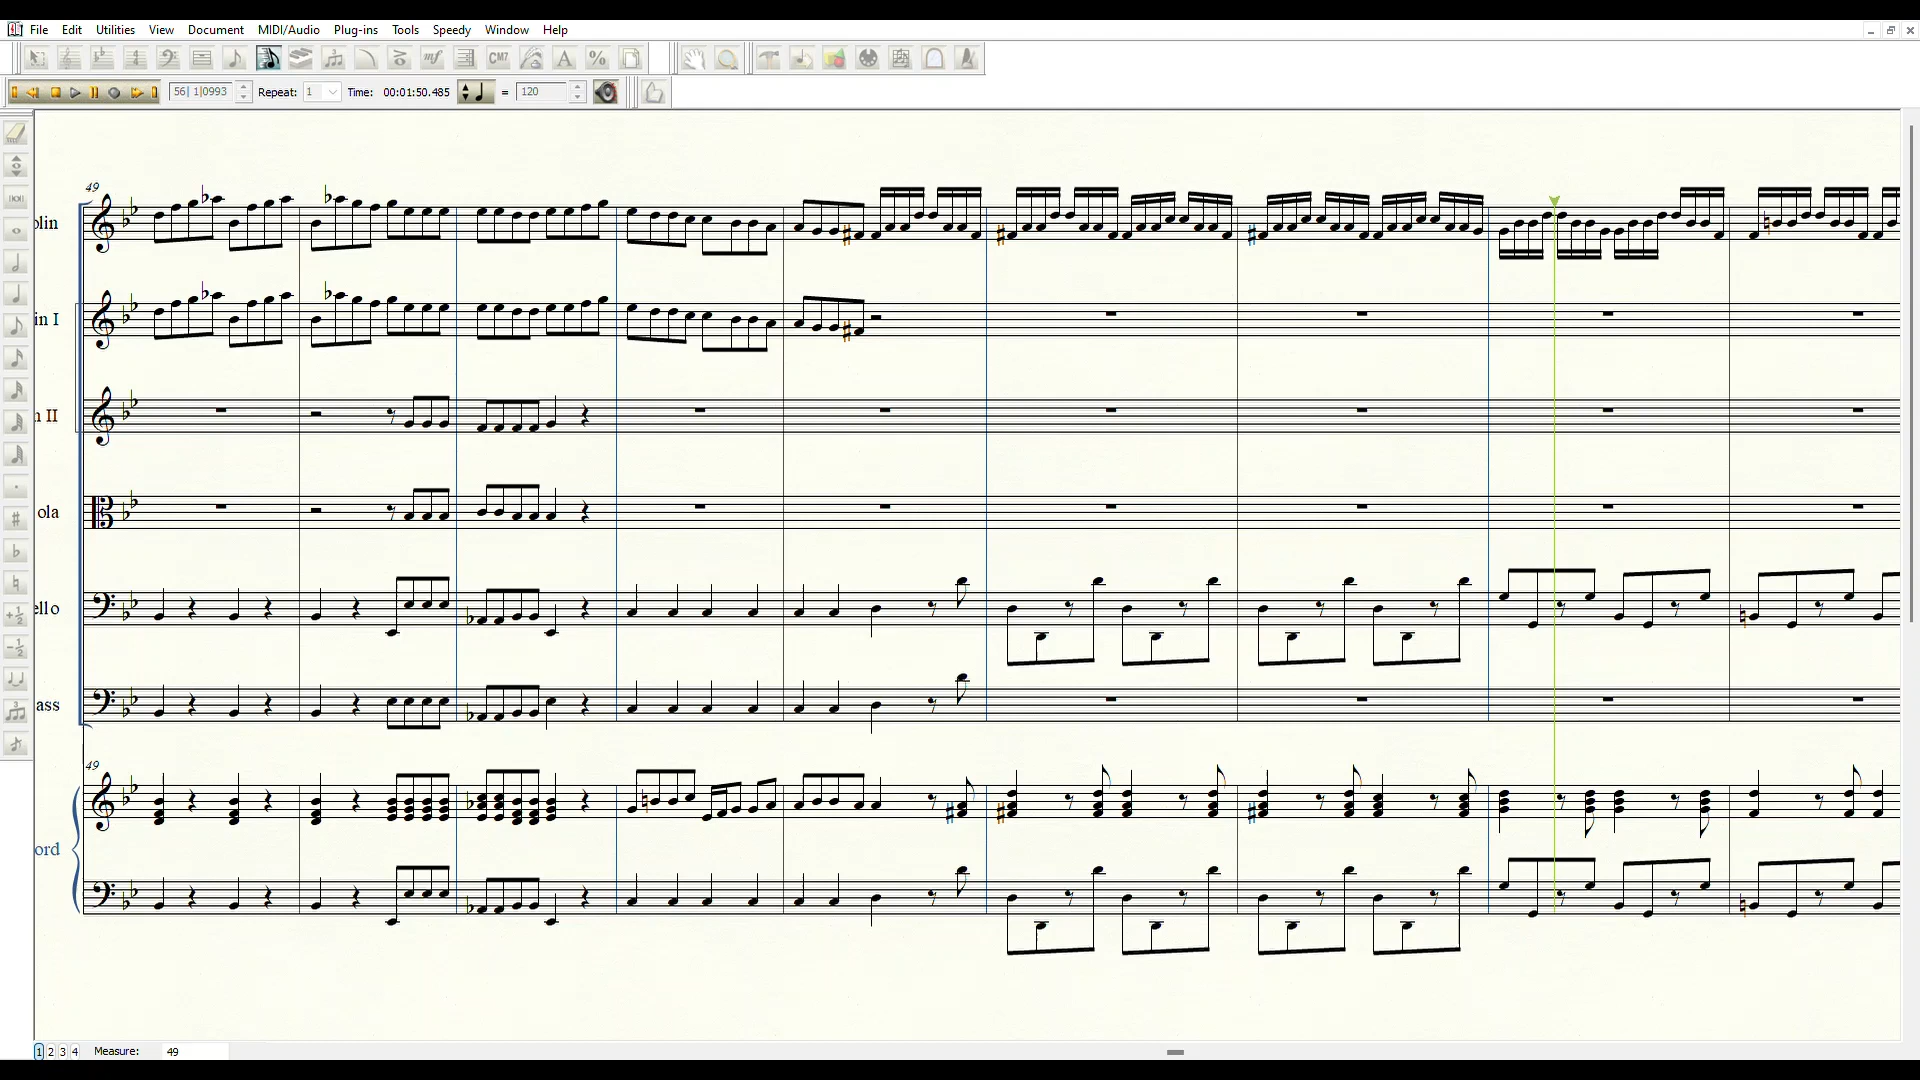 File Edit Utilities View Document MIDI/Audio Plug-ins Tools Speedy Window Help
mf CM7 A %
56| 1|0993 Repeat: 1 Time: 00:01:50.485 = 120
49
olin
in I
n II
ola
ello
ass
49
ord
1 2 3 4 Measure: 49